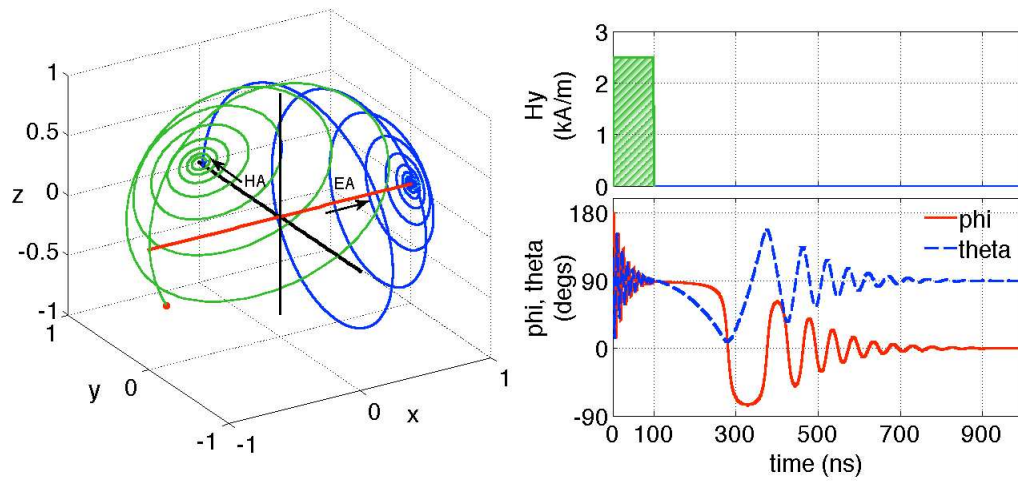 1
0.5
0
-0.5
-1
z
1
0
-1
y
-1
0
1
x
HA
EA
3
2
1
0
Hy
(kA/m)
180
90
0
-90
phi, theta
(degs)
phi
theta
0 100 300 500 700 900
time (ns)